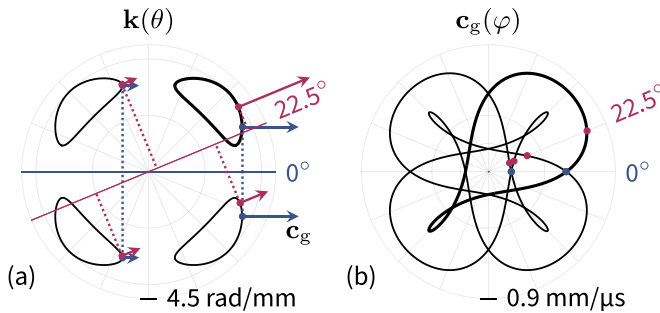 k(θ)
22.5°
0°
c_g
(a)
— 4.5 rad/mm
c_g(φ)
22.5°
0°
(b)
— 0.9 mm/µs